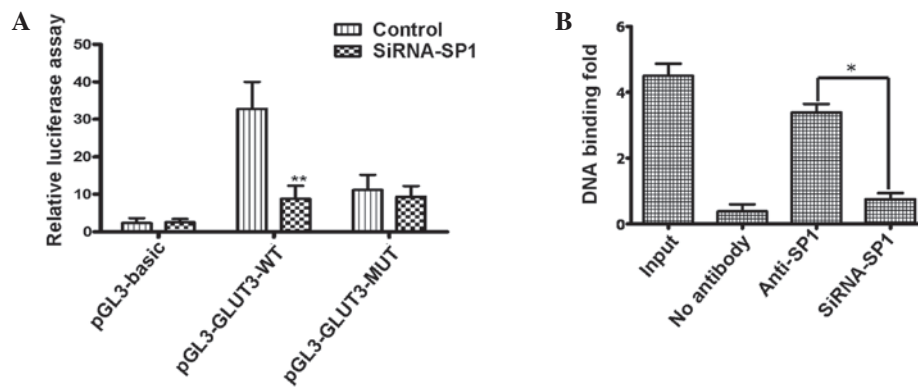 A
Relative luciferase assay
50
40
30
20
10
0
Control
SiRNA-SP1
**
pGL3-basic
pGL3-GLUT3-WT
pGL3-GLUT3-MUT
B
DNA binding fold
6
4
2
0
*
Input
No antibody
Anti-SP1
SiRNA-SP1